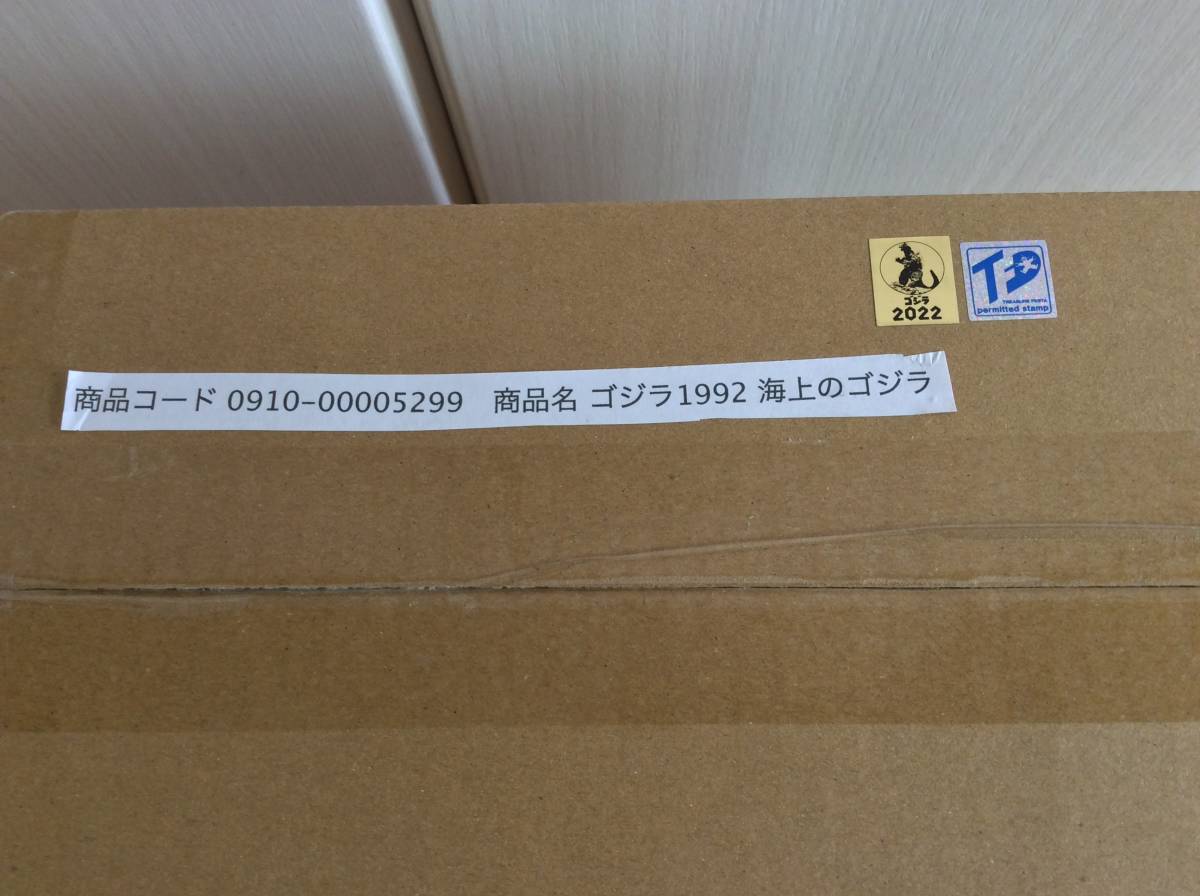 ゴジラ
2022
TD
TREASURE FESTA
permitted stamp
商品コード 0910-00005299　商品名 ゴジラ1992 海上のゴジラ